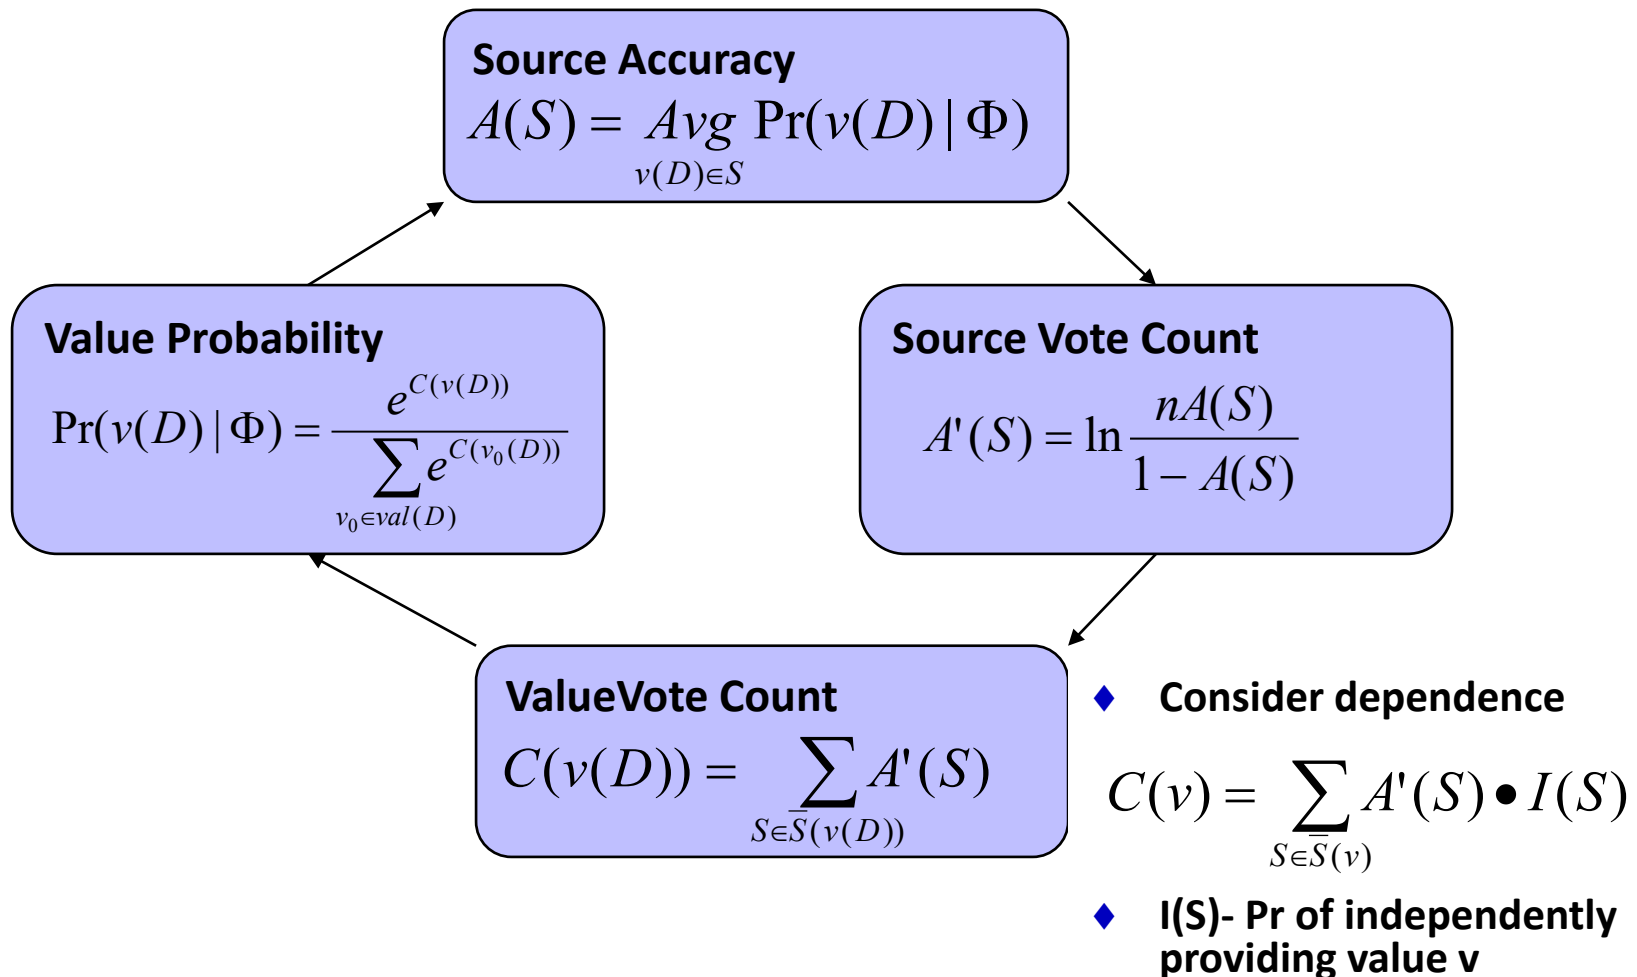 Source Accuracy
A(S) = Avg Pr(v(D) | Φ)
v(D)∈S
Value Probability
Pr(v(D) | Φ) = e^{C(v(D))} / ∑ e^{C(v₀(D))}
v₀∈val(D)
Source Vote Count
A'(S) = ln nA(S) / 1 − A(S)
ValueVote Count
C(v(D)) = ∑ A'(S)
S∈S̅(v(D))
♦ Consider dependence
C(v) = ∑ A'(S) • I(S)
S∈S̅(v)
♦ I(S)- Pr of independently
providing value v